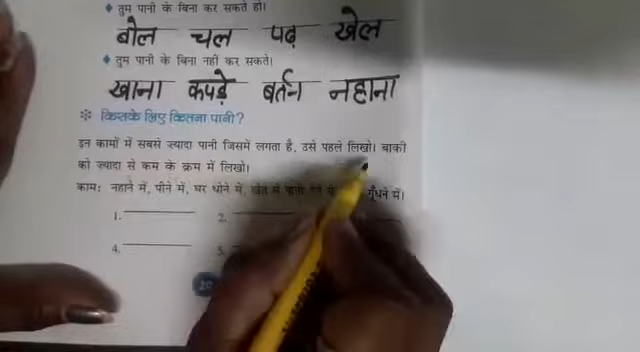 ♦ तुम पानी के बिना कर सकते हो।
बोल चल पढ़ खेल
♦ तुम पानी के बिना नहीं कर सकते।
खाना कपड़े बर्तन नहाना
❊ किसके लिए कितना पानी?
इन कामों में सबसे ज्यादा पानी जिसमें लगता है, उसे पहले लिखो। बाकी
को ज्यादा से कम के क्रम में लिखो।
काम: नहाने में, पीने में, घर धोने में, खेत में पानी गूँधने में।
1. 2.
4. 5.
20